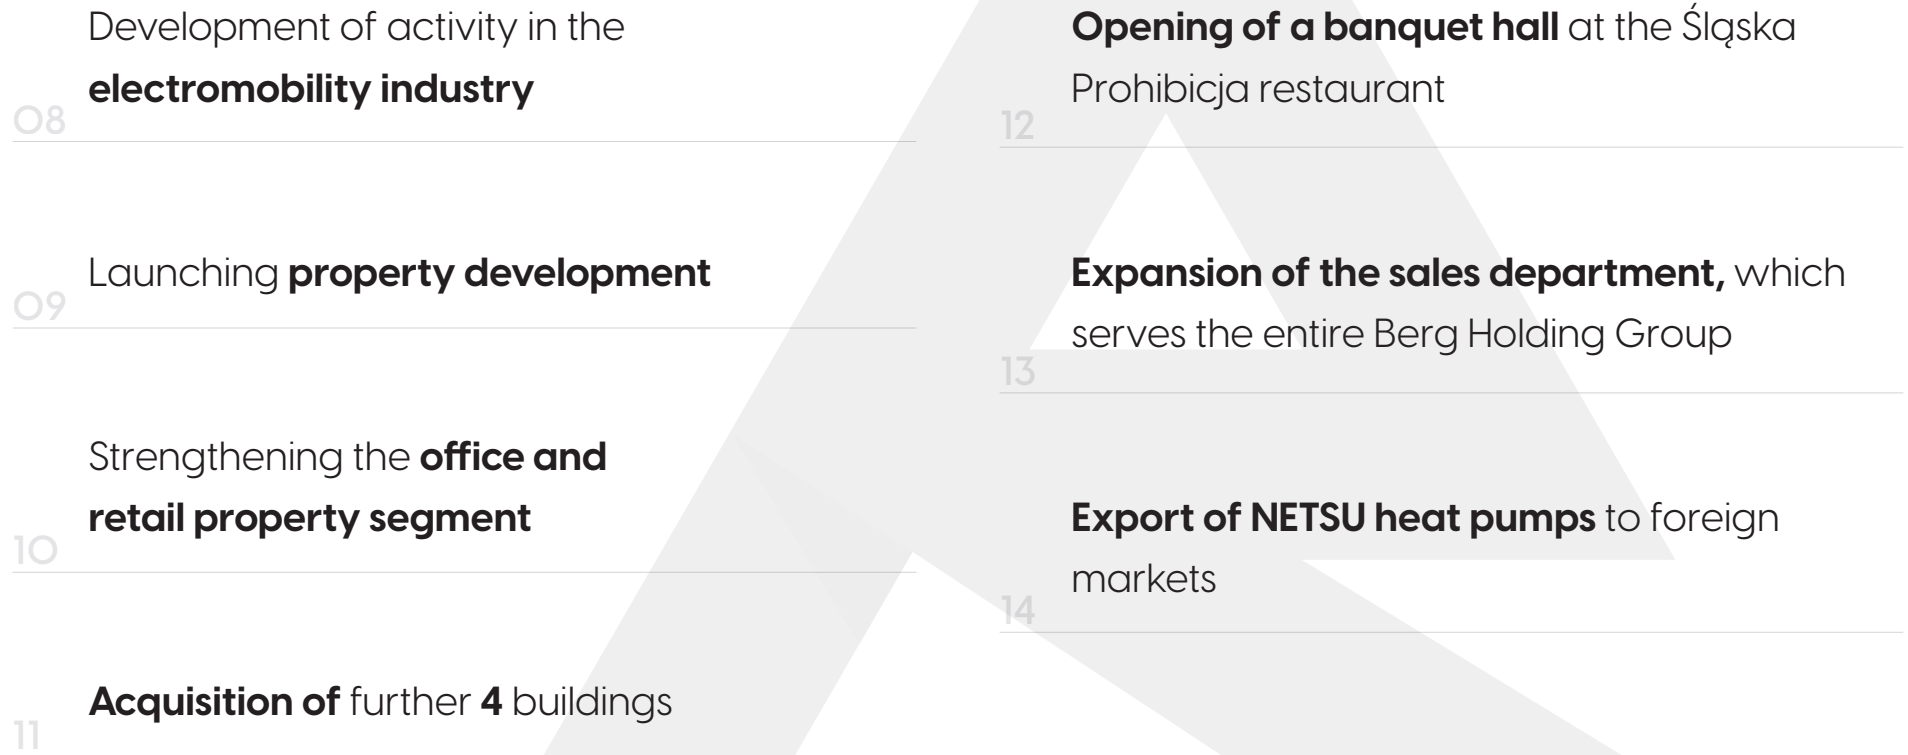 Development of activity in the
electromobility industry
08
Launching property development
09
Strengthening the office and
retail property segment
10
Acquisition of further 4 buildings
11
Opening of a banquet hall at the Śląska
Prohibicja restaurant
12
Expansion of the sales department, which
serves the entire Berg Holding Group
13
Export of NETSU heat pumps to foreign
markets
14